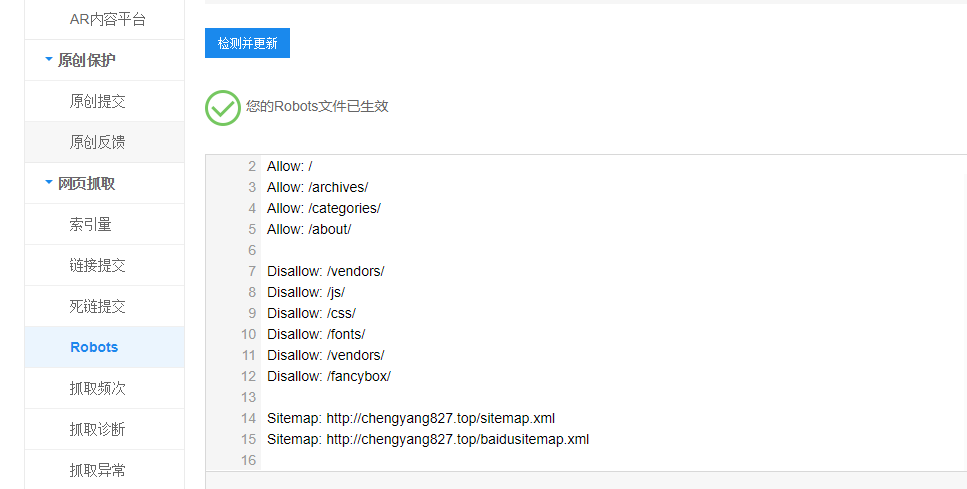 AR内容平台
原创保护
原创提交
原创反馈
网页抓取
索引量
链接提交
死链提交
Robots
抓取频次
抓取诊断
抓取异常
检测并更新
您的Robots文件已生效
2 Allow: /
3 Allow: /archives/
4 Allow: /categories/
5 Allow: /about/
6
7 Disallow: /vendors/
8 Disallow: /js/
9 Disallow: /css/
10 Disallow: /fonts/
11 Disallow: /vendors/
12 Disallow: /fancybox/
13
14 Sitemap: http://chengyang827.top/sitemap.xml
15 Sitemap: http://chengyang827.top/baidusitemap.xml
16